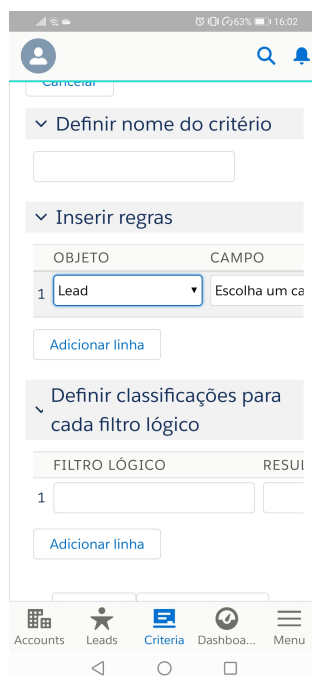 63% 16:02
Cancelar
Definir nome do critério
Inserir regras
OBJETO CAMPO
1 Lead Escolha um ca
Adicionar linha
Definir classificações para
cada filtro lógico
FILTRO LÓGICO RESUL
1
Adicionar linha
Accounts Leads Criteria Dashboa... Menu